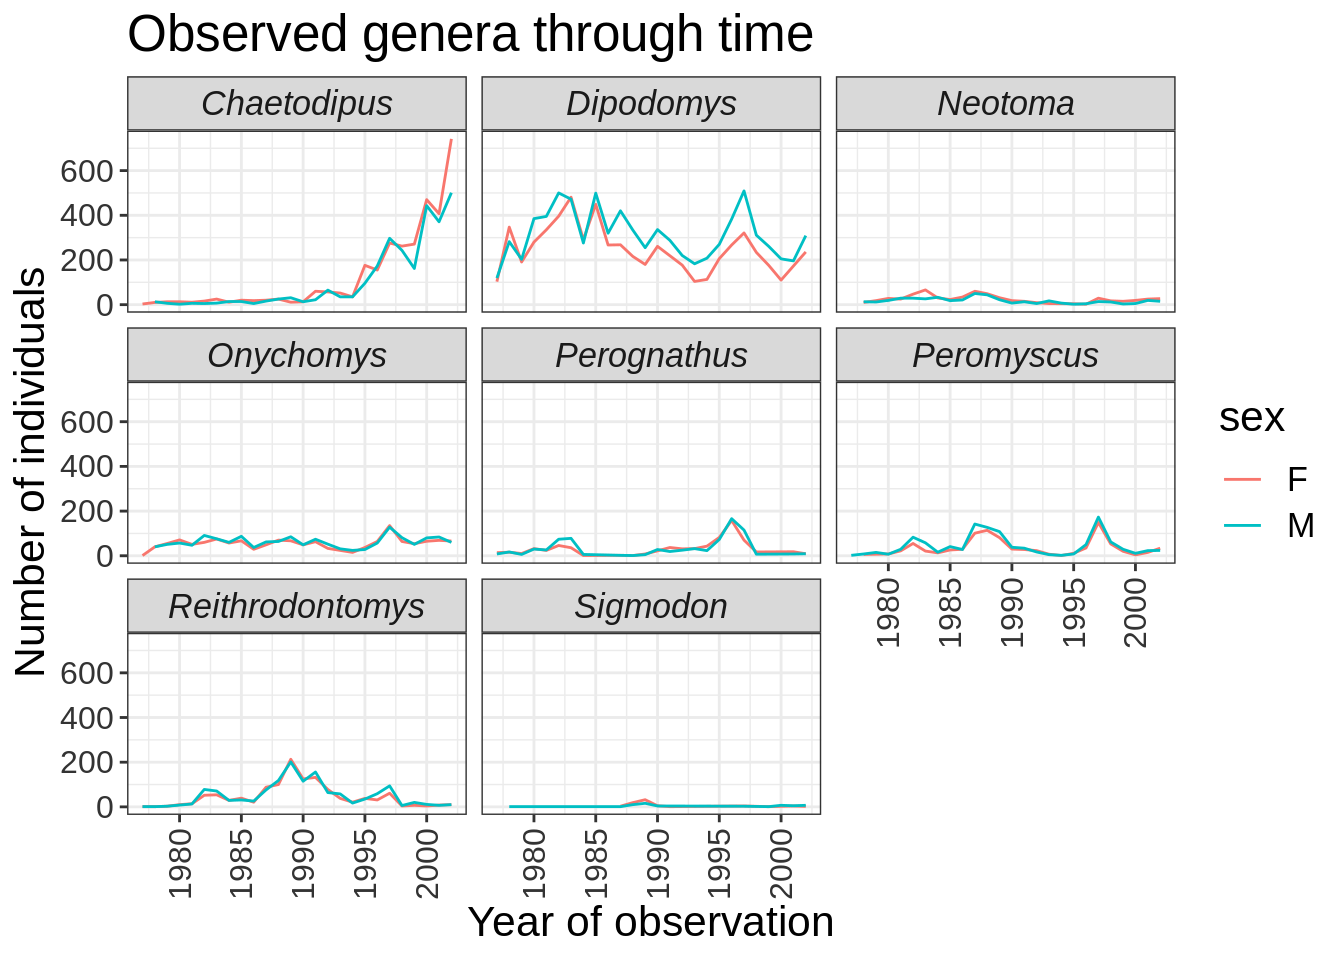 Observed genera through time
Chaetodipus
Dipodomys
Neotoma
600
400
200
0
Onychomys
Perognathus
Peromyscus
600
400
200
0
1980
1985
1990
1995
2000
Reithrodontomys
Sigmodon
600
400
200
0
1980
1985
1990
1995
2000
1980
1985
1990
1995
2000
Number of individuals
Year of observation
sex
F
M